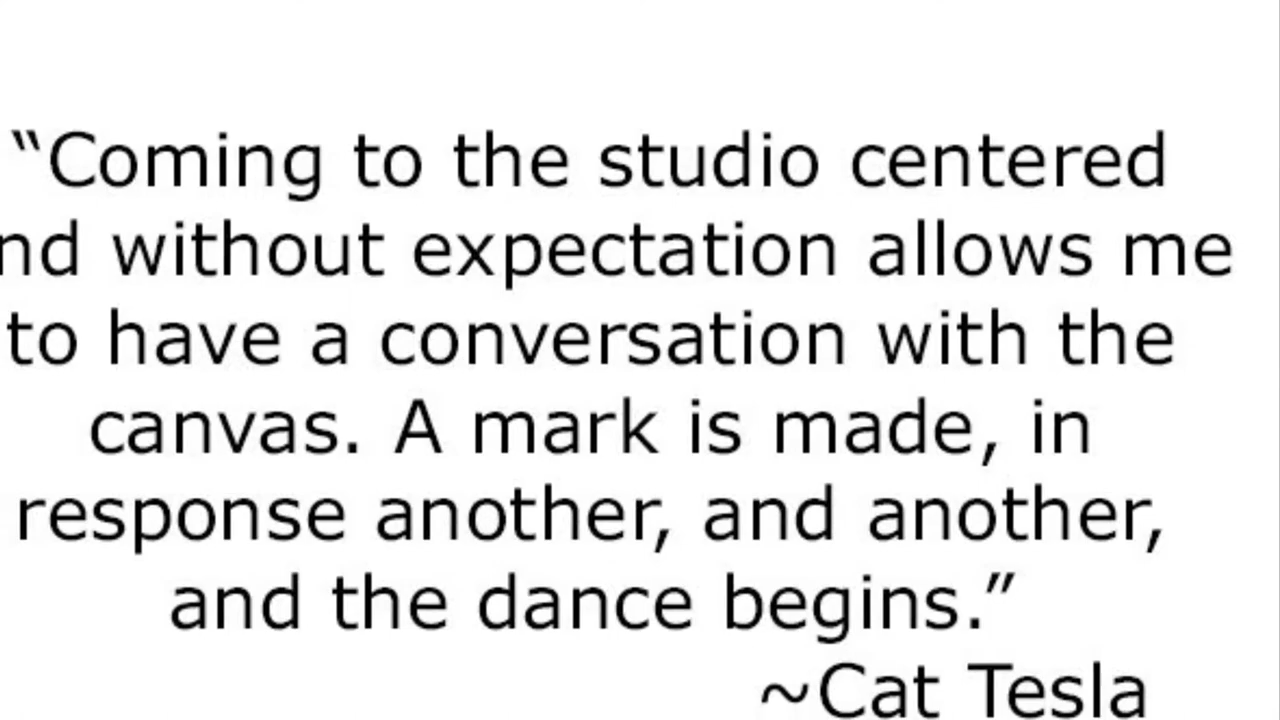 “Coming to the studio centered
nd without expectation allows me
to have a conversation with the
canvas. A mark is made, in
response another, and another,
and the dance begins.”
~Cat Tesla